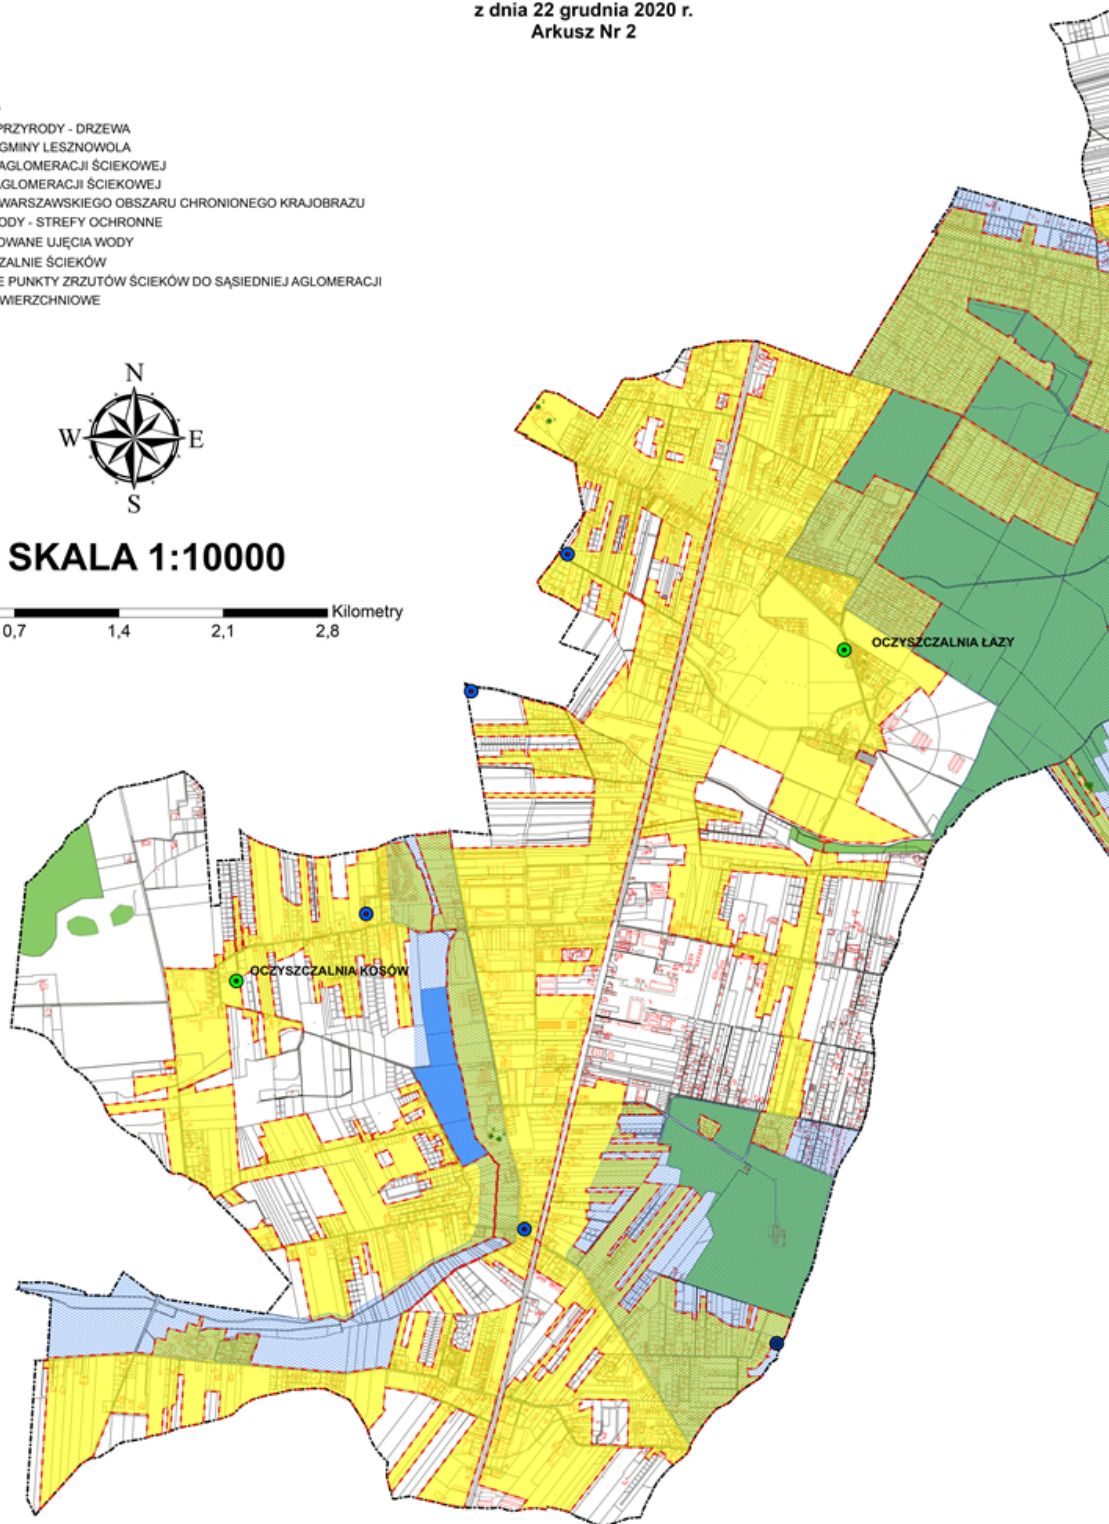 z dnia 22 grudnia 2020 r.
Arkusz Nr 2
PRZYRODY - DRZEWA
GMINY LESZNOWOLA
AGLOMERACJI ŚCIEKOWEJ
AGLOMERACJI ŚCIEKOWEJ
WARSZAWSKIEGO OBSZARU CHRONIONEGO KRAJOBRAZU
ODY - STREFY OCHRONNE
OWANE UJĘCIA WODY
ZALNIE ŚCIEKÓW
E PUNKTY ZRZUTÓW ŚCIEKÓW DO SĄSIEDNIEJ AGLOMERACJI
WIERZCHNIOWE
N
W E
S
SKALA 1:10000
Kilometry
0,7 1,4 2,1 2,8
OCZYSZCZALNIA ŁAZY
OCZYSZCZALNIA KOSÓW